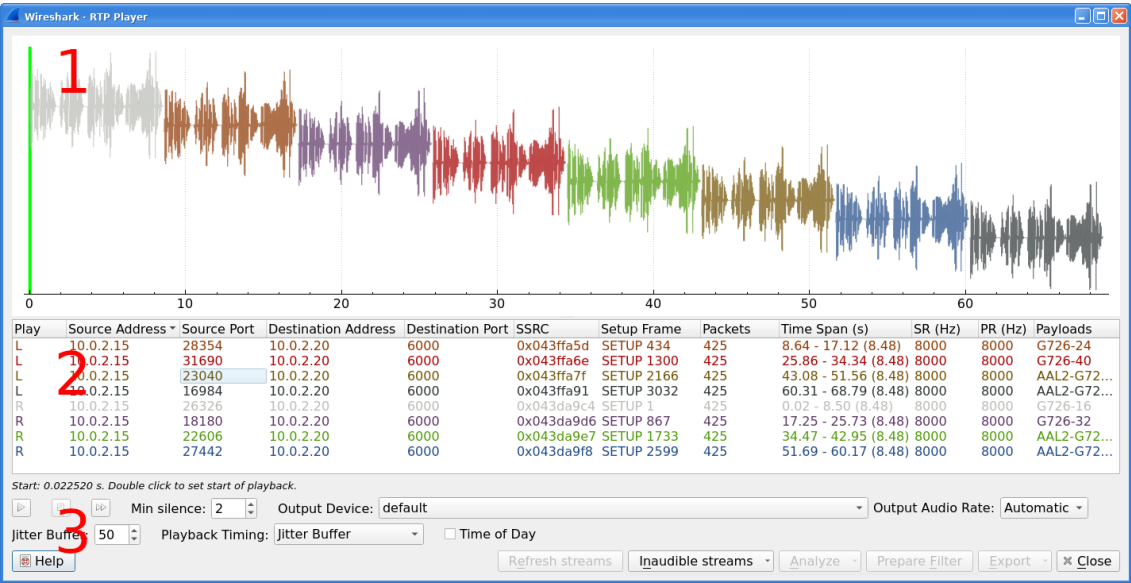 Wireshark · RTP Player
1
0 10 20 30 40 50 60
Play Source Address Source Port Destination Address Destination Port SSRC Setup Frame Packets Time Span (s) SR (Hz) PR (Hz) Payloads
L 10.0.2.15 28354 10.0.2.20 6000 0x043ffa5d SETUP 434 425 8.64 - 17.12 (8.48) 8000 8000 G726-24
L 10.0.2.15 31690 10.0.2.20 6000 0x043ffa6e SETUP 1300 425 25.86 - 34.34 (8.48) 8000 8000 G726-40
2
L 10.0.2.15 23040 10.0.2.20 6000 0x043ffa7f SETUP 2166 425 43.08 - 51.56 (8.48) 8000 8000 AAL2-G72...
L 10.0.2.15 16984 10.0.2.20 6000 0x043ffa91 SETUP 3032 425 60.31 - 68.79 (8.48) 8000 8000 AAL2-G72...
R 10.0.2.15 26326 10.0.2.20 6000 0x043da9c4 SETUP 1 425 0.02 - 8.50 (8.48) 8000 8000 G726-16
R 10.0.2.15 18180 10.0.2.20 6000 0x043da9d6 SETUP 867 425 17.25 - 25.73 (8.48) 8000 8000 G726-32
R 10.0.2.15 22606 10.0.2.20 6000 0x043da9e7 SETUP 1733 425 34.47 - 42.95 (8.48) 8000 8000 AAL2-G72...
R 10.0.2.15 27442 10.0.2.20 6000 0x043da9f8 SETUP 2599 425 51.69 - 60.17 (8.48) 8000 8000 AAL2-G72...
Start: 0.022520 s. Double click to set start of playback.
Min silence: 2 Output Device: default Output Audio Rate: Automatic
3
Jitter Buffer: 50 Playback Timing: Jitter Buffer Time of Day
Help Refresh streams Inaudible streams Analyze Prepare Filter Export Close